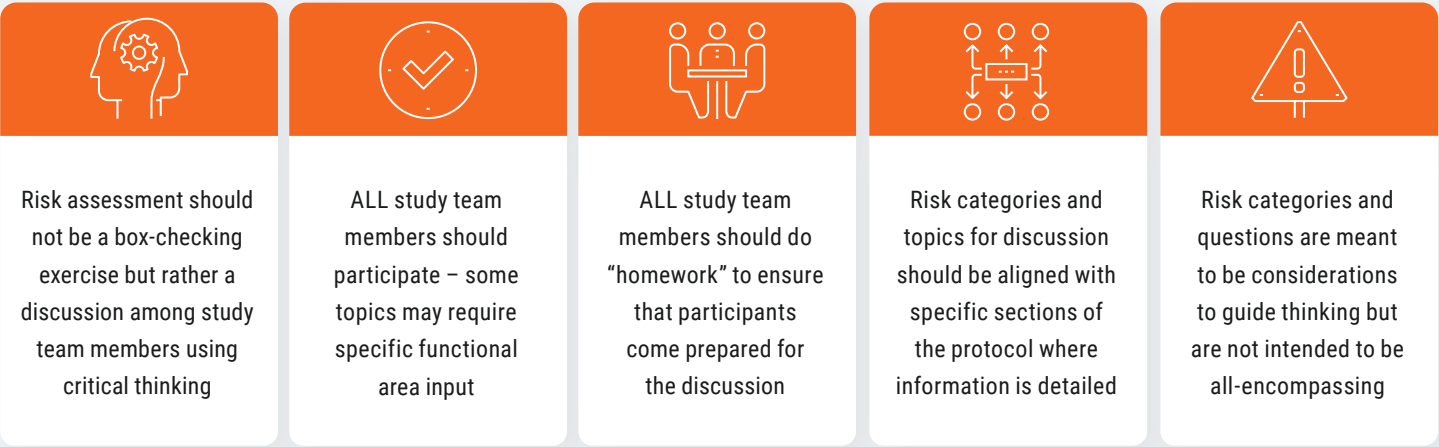 Risk assessment should
not be a box-checking
exercise but rather a
discussion among study
team members using
critical thinking
ALL study team
members should
participate – some
topics may require
specific functional
area input
ALL study team
members should do
“homework” to ensure
that participants
come prepared for
the discussion
Risk categories and
topics for discussion
should be aligned with
specific sections of
the protocol where
information is detailed
Risk categories and
questions are meant
to be considerations
to guide thinking but
are not intended to be
all-encompassing